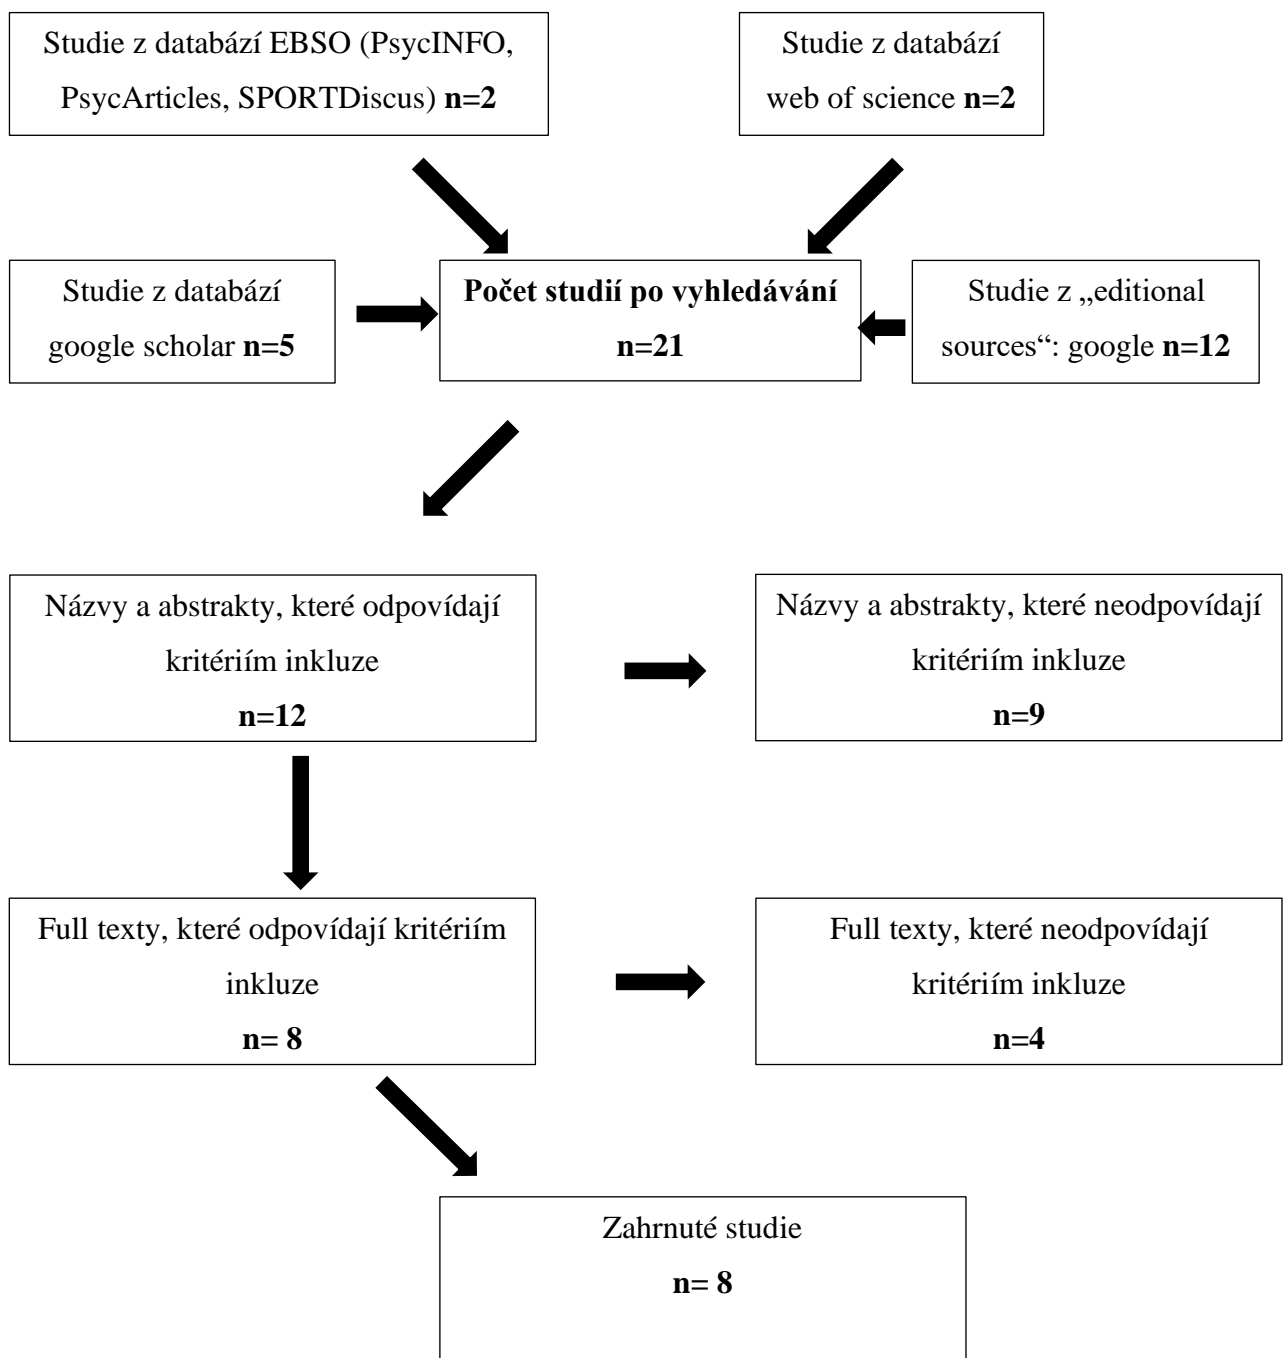 Studie z databází EBSO (PsycINFO,
PsycArticles, SPORTDiscus) n=2
Studie z databází
web of science n=2
Studie z databází
google scholar n=5
Počet studií po vyhledávání
n=21
Studie z „editional
sources“: google n=12
Názvy a abstrakty, které odpovídají
kritériím inkluze
n=12
Názvy a abstrakty, které neodpovídají
kritériím inkluze
n=9
Full texty, které odpovídají kritériím
inkluze
n= 8
Full texty, které neodpovídají
kritériím inkluze
n=4
Zahrnuté studie
n= 8